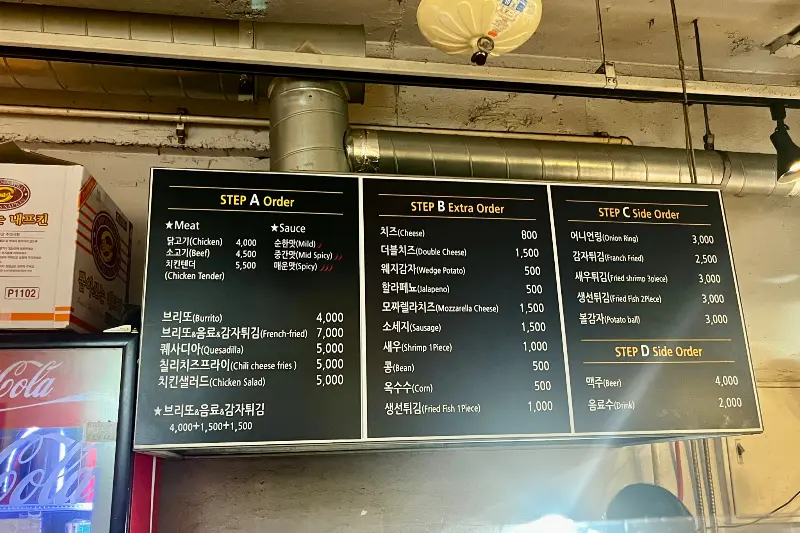 STEP A Order
★Meat
★Sauce
닭고기(Chicken) 4,000
소고기(Beef) 4,500
치킨텐더 5,500
(Chicken Tender)
순한맛(Mild)
중간맛(Mid Spicy)
매운맛(Spicy)
브리또(Burrito) 4,000
브리또&음료&감자튀김(French-fried) 7,000
퀘사디아(Quesadilla) 5,000
칠리치즈프라이(Chili cheese fries ) 5,000
치킨샐러드(Chicken Salad) 5,000
★브리또&음료&감자튀김
4,000+1,500+1,500
STEP B Extra Order
치즈(Cheese) 800
더블치즈(Double Cheese) 1,500
웨지감자(Wedge Potato) 500
할라페뇨(Jalapeno) 500
모짜렐라치즈(Mozzarella Cheese) 1,500
소세지(Sausage) 1,500
새우(Shrimp 1Piece) 1,000
콩(Bean) 500
옥수수(Corn) 500
생선튀김(Fried Fish 1Piece) 1,000
STEP C Side Order
어니언링(Onion Ring) 3,000
감자튀김(Franch Fried) 2,500
새우튀김(Fried shrimp 3piece) 3,000
생선튀김(Fried Fish 2Piece) 3,000
볼감자(Potato ball) 3,000
STEP D Side Order
맥주(Beer) 4,000
음료수(Drink) 2,000
냅프킨
P1102
Cola
Cola